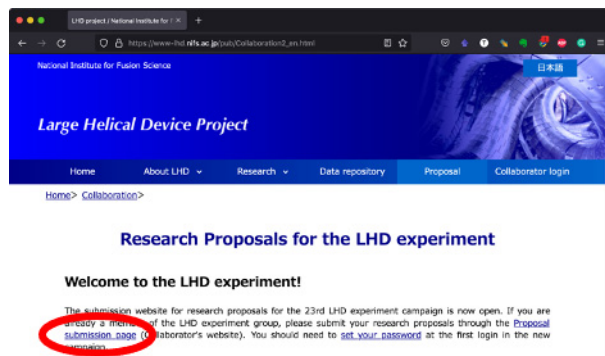 LHD project / National Institute for F
https://www-lhd.nifs.ac.jp/pub/Collaboration2_en.html
National Institute for Fusion Science
日本語
Large Helical Device Project
Home About LHD Research Data repository Proposal Collaborator login
Home> Collaboration>
Research Proposals for the LHD experiment
Welcome to the LHD experiment!
The submission website for research proposals for the 23rd LHD experiment campaign is now open. If you are
already a member of the LHD experiment group, please submit your research proposals through the Proposal
submission page (Collaborator's website). You should need to set your password at the first login in the new
campaign.